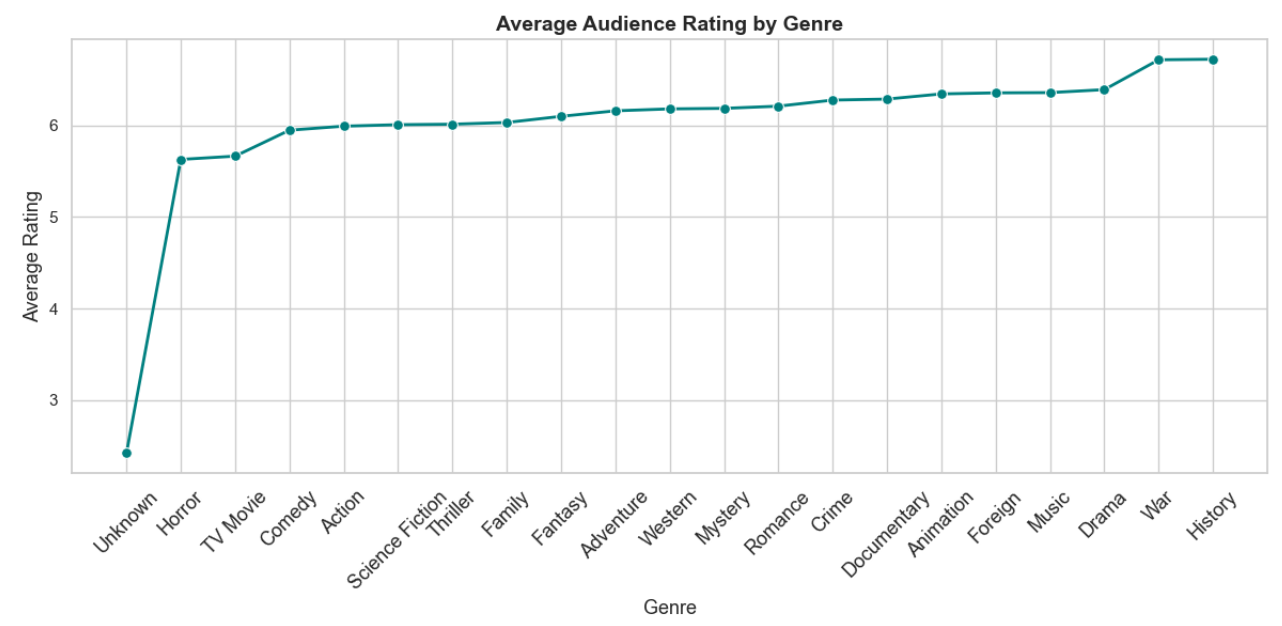 Average Audience Rating by Genre
6
5
4
3
Average Rating
Unknown
Horror
TV Movie
Comedy
Action
Science Fiction
Thriller
Family
Fantasy
Adventure
Western
Mystery
Romance
Crime
Documentary
Animation
Foreign
Music
Drama
War
History
Genre